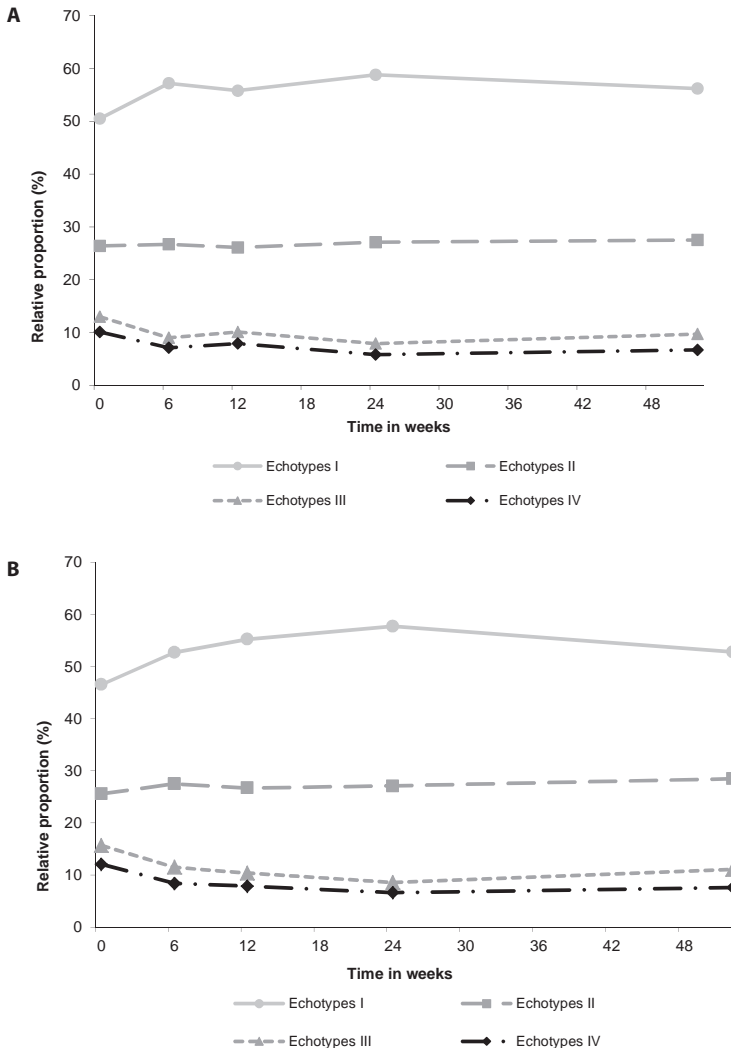 A
70
60
50
40
30
20
10
0
Relative proportion (%)
0 6 12 18 24 30 36 42 48
Time in weeks
Echotypes I Echotypes II
Echotypes III Echotypes IV
B
70
60
50
40
30
20
10
0
Relative proportion (%)
0 6 12 18 24 30 36 42 48
Time in weeks
Echotypes I Echotypes II
Echotypes III Echotypes IV